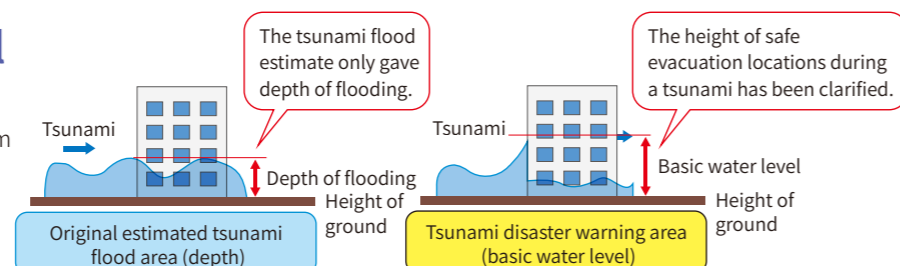 The tsunami flood
estimate only gave
depth of flooding.
Tsunami
Depth of flooding
Height of
ground
Original estimated tsunami
flood area (depth)
The height of safe
evacuation locations during
a tsunami has been clarified.
Tsunami
Basic water level
Height of
ground
Tsunami disaster warning area
(basic water level)